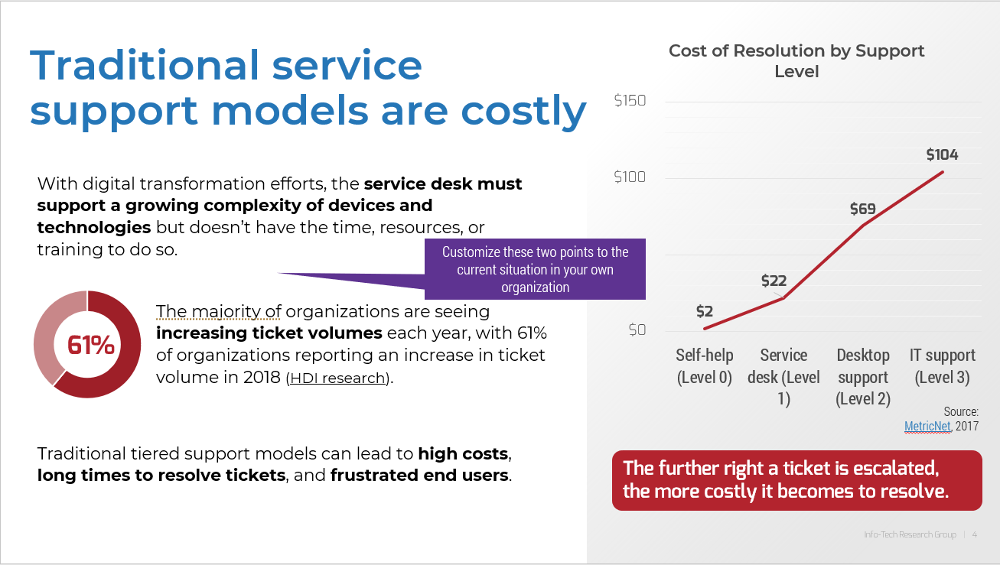 Traditional service
support models are costly
With digital transformation efforts, the service desk must
support a growing complexity of devices and
technologies but doesn’t have the time, resources, or
training to do so.
Customize these two points to the
current situation in your own
organization
61%
The majority of organizations are seeing
increasing ticket volumes each year, with 61%
of organizations reporting an increase in ticket
volume in 2018 (HDI research).
Traditional tiered support models can lead to high costs,
long times to resolve tickets, and frustrated end users.
Cost of Resolution by Support
Level
$150
$100
$0
$2
$22
$69
$104
Self-help
(Level 0)
Service
desk (Level
1)
Desktop
support
(Level 2)
IT support
(Level 3)
Source:
MetricNet, 2017
The further right a ticket is escalated,
the more costly it becomes to resolve.
Info-Tech Research Group | 4